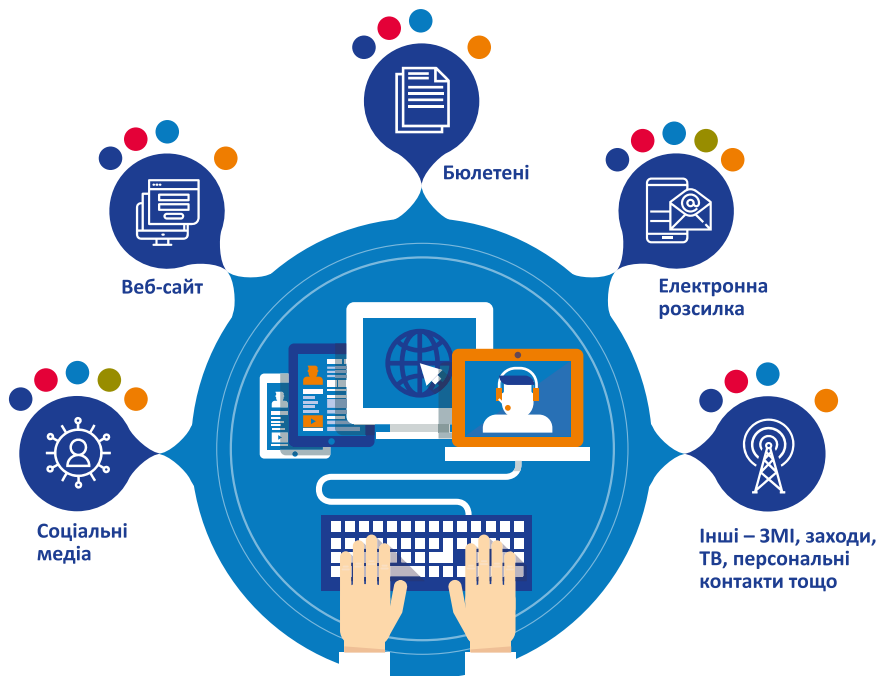 Бюлетені
Веб-сайт
Електронна
розсилка
Соціальні
медіа
Інші – ЗМІ, заходи,
ТВ, персональні
контакти тощо